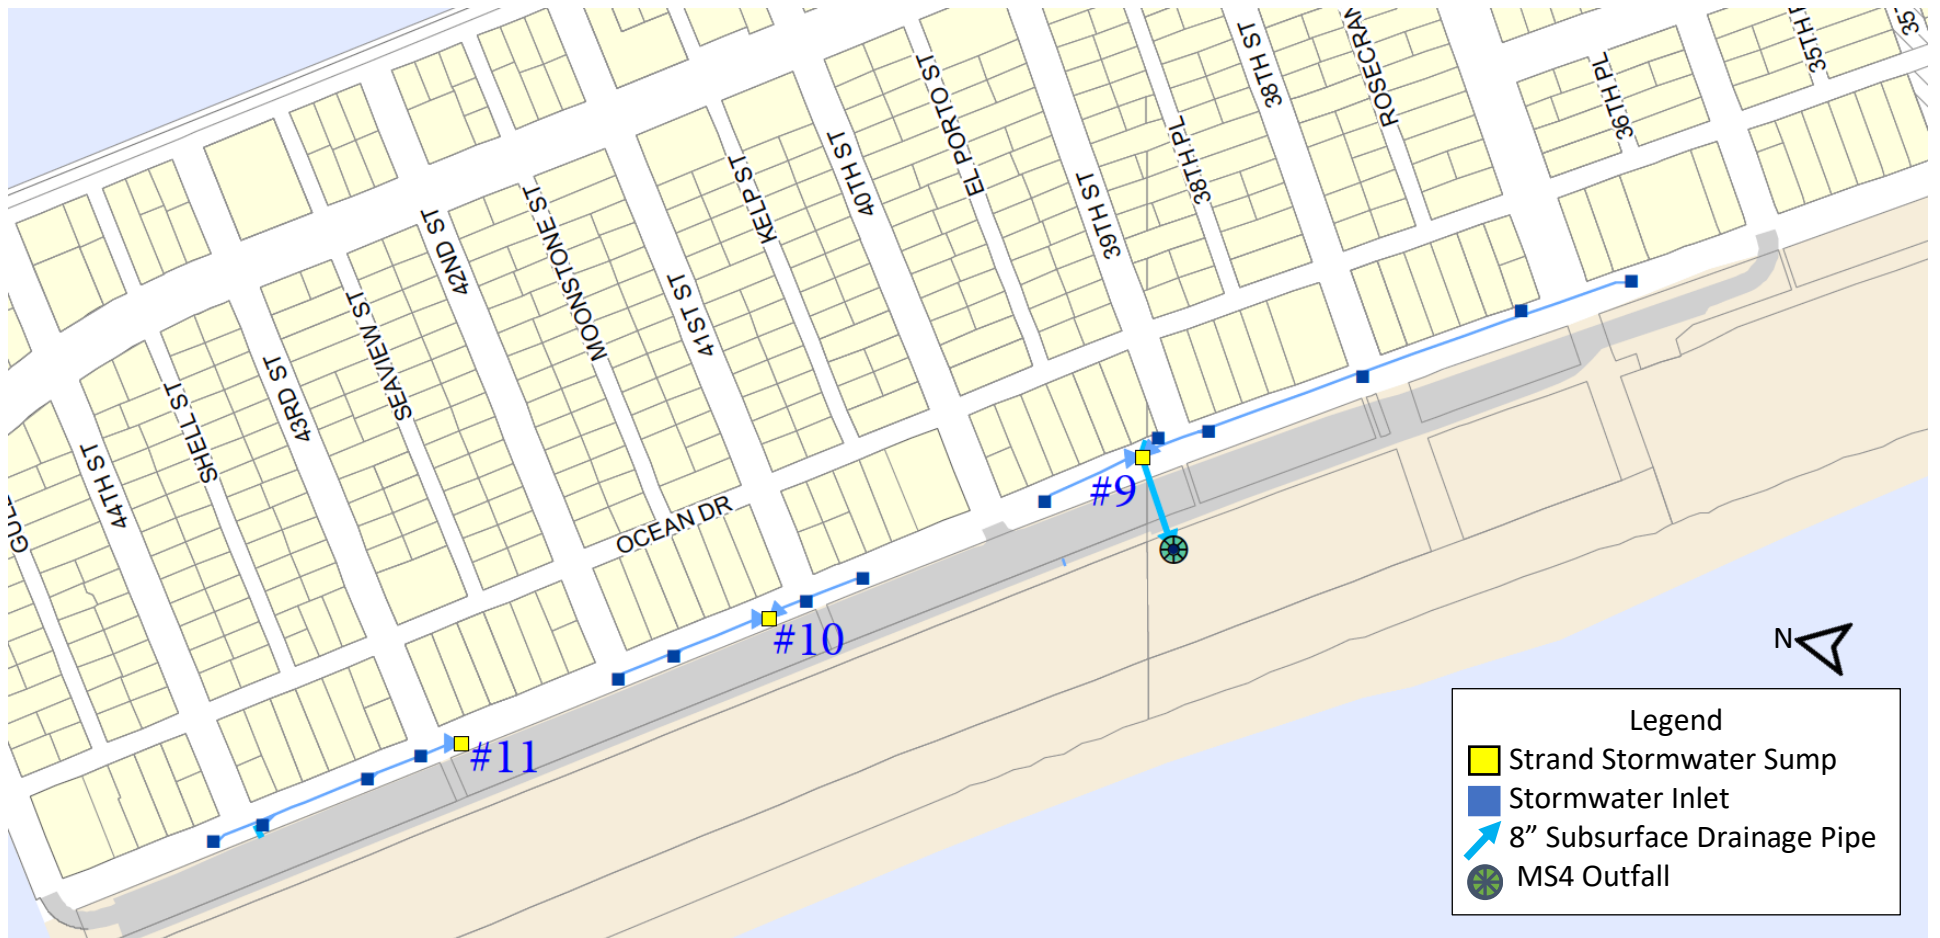 35TH P
35
ROSECRAN
38TH ST
36TH PL
EL PORTO ST
38TH PL
40TH ST
KELP ST
39TH ST
MOONSTONE ST
42ND ST
41ST ST
SEAVIEW ST
43RD ST
SHELL ST
44TH ST
OCEAN DR
#9
#10
#11
N
Legend
Strand Stormwater Sump
Stormwater Inlet
8” Subsurface Drainage Pipe
MS4 Outfall